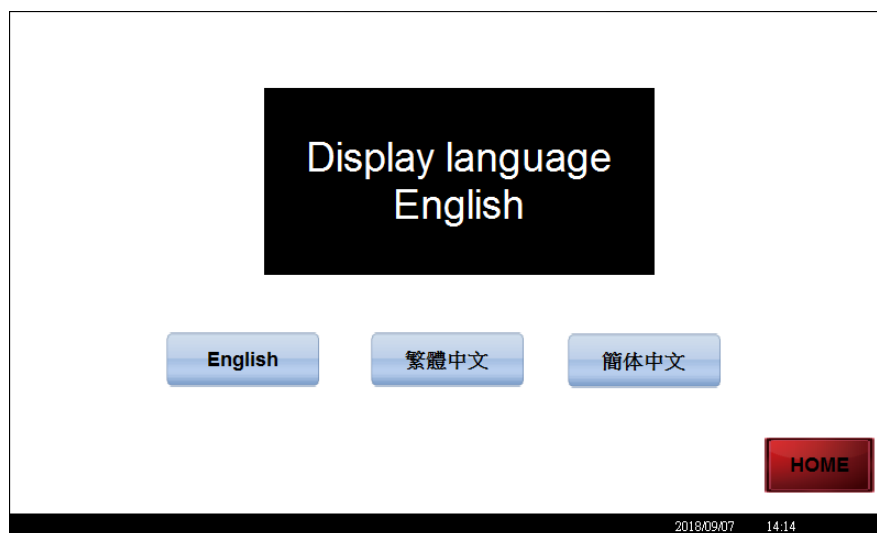 Display language
English
English
繁體中文
簡体中文
HOME
2018/09/07 14:14